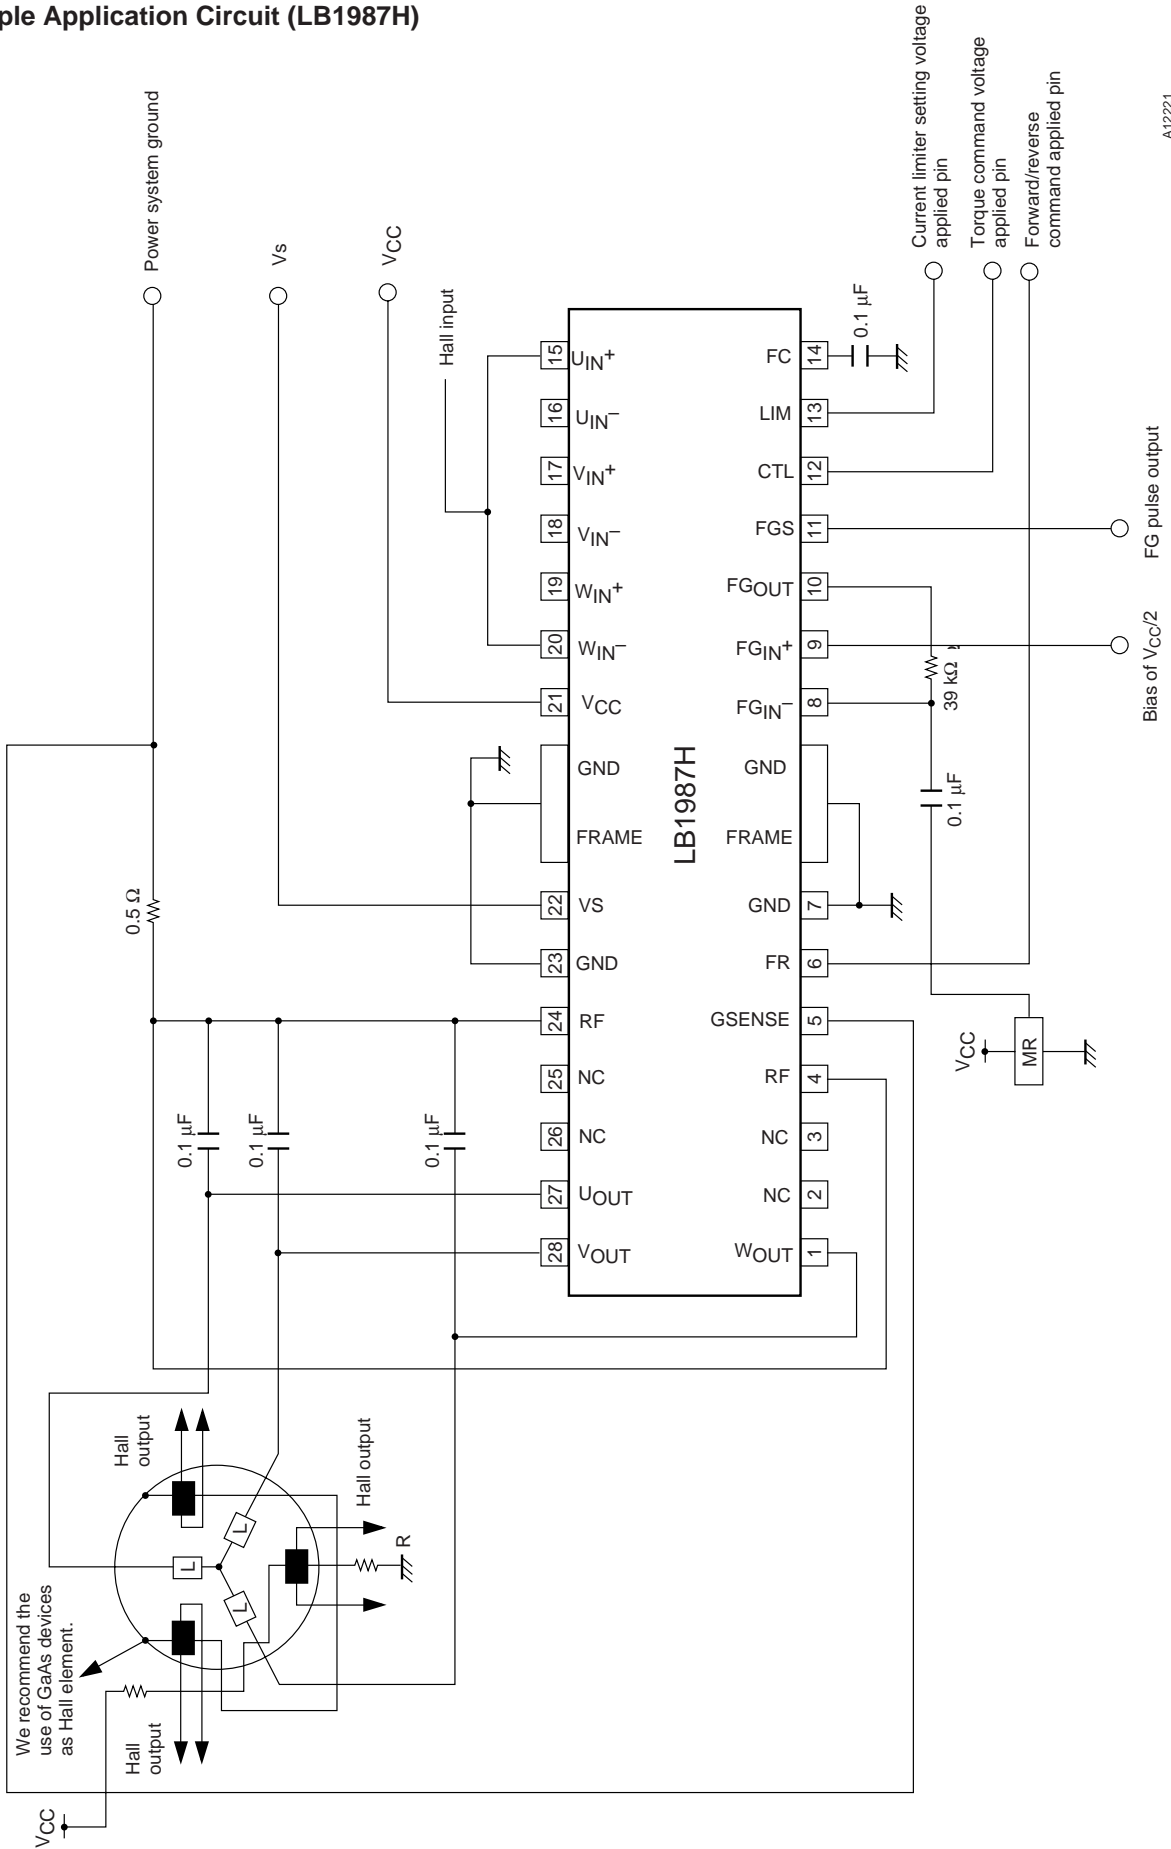 ple Application Circuit (LB1987H)
Power system ground
Vs
VCC
Hall input
Current limiter setting voltage
applied pin
Torque command voltage
applied pin
Forward/reverse
command applied pin
A12221
0.1 µF
15
UIN+
16
UIN–
17
VIN+
18
VIN–
19
WIN+
20
WIN–
21
VCC
GND
FRAME
22
VS
23
GND
24
RF
25
NC
26
NC
27
UOUT
28
VOUT
LB1987H
FC
14
LIM
13
CTL
12
FGS
11
FGOUT
10
FGIN+
9
FGIN–
8
GND
FRAME
GND
7
FR
6
GSENSE
5
RF
4
NC
3
NC
2
WOUT
1
FG pulse output
Bias of VCC/2
39 kΩ
0.1 µF
VCC
MR
0.5 Ω
0.1 µF
0.1 µF
0.1 µF
Hall
output
Hall output
R
L
L
L
We recommend the
use of GaAs devices
as Hall element.
Hall
output
VCC